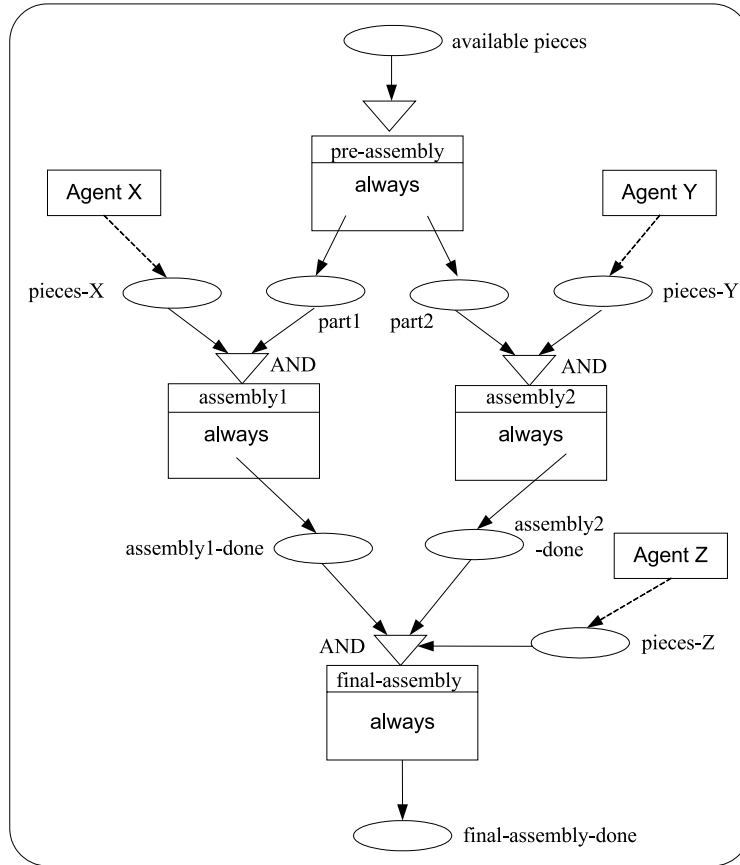 available pieces
pre-assembly
always
Agent X
Agent Y
pieces-X
part1
part2
pieces-Y
AND
AND
assembly1
always
assembly2
always
assembly1-done
assembly2
-done
Agent Z
AND
pieces-Z
final-assembly
always
final-assembly-done